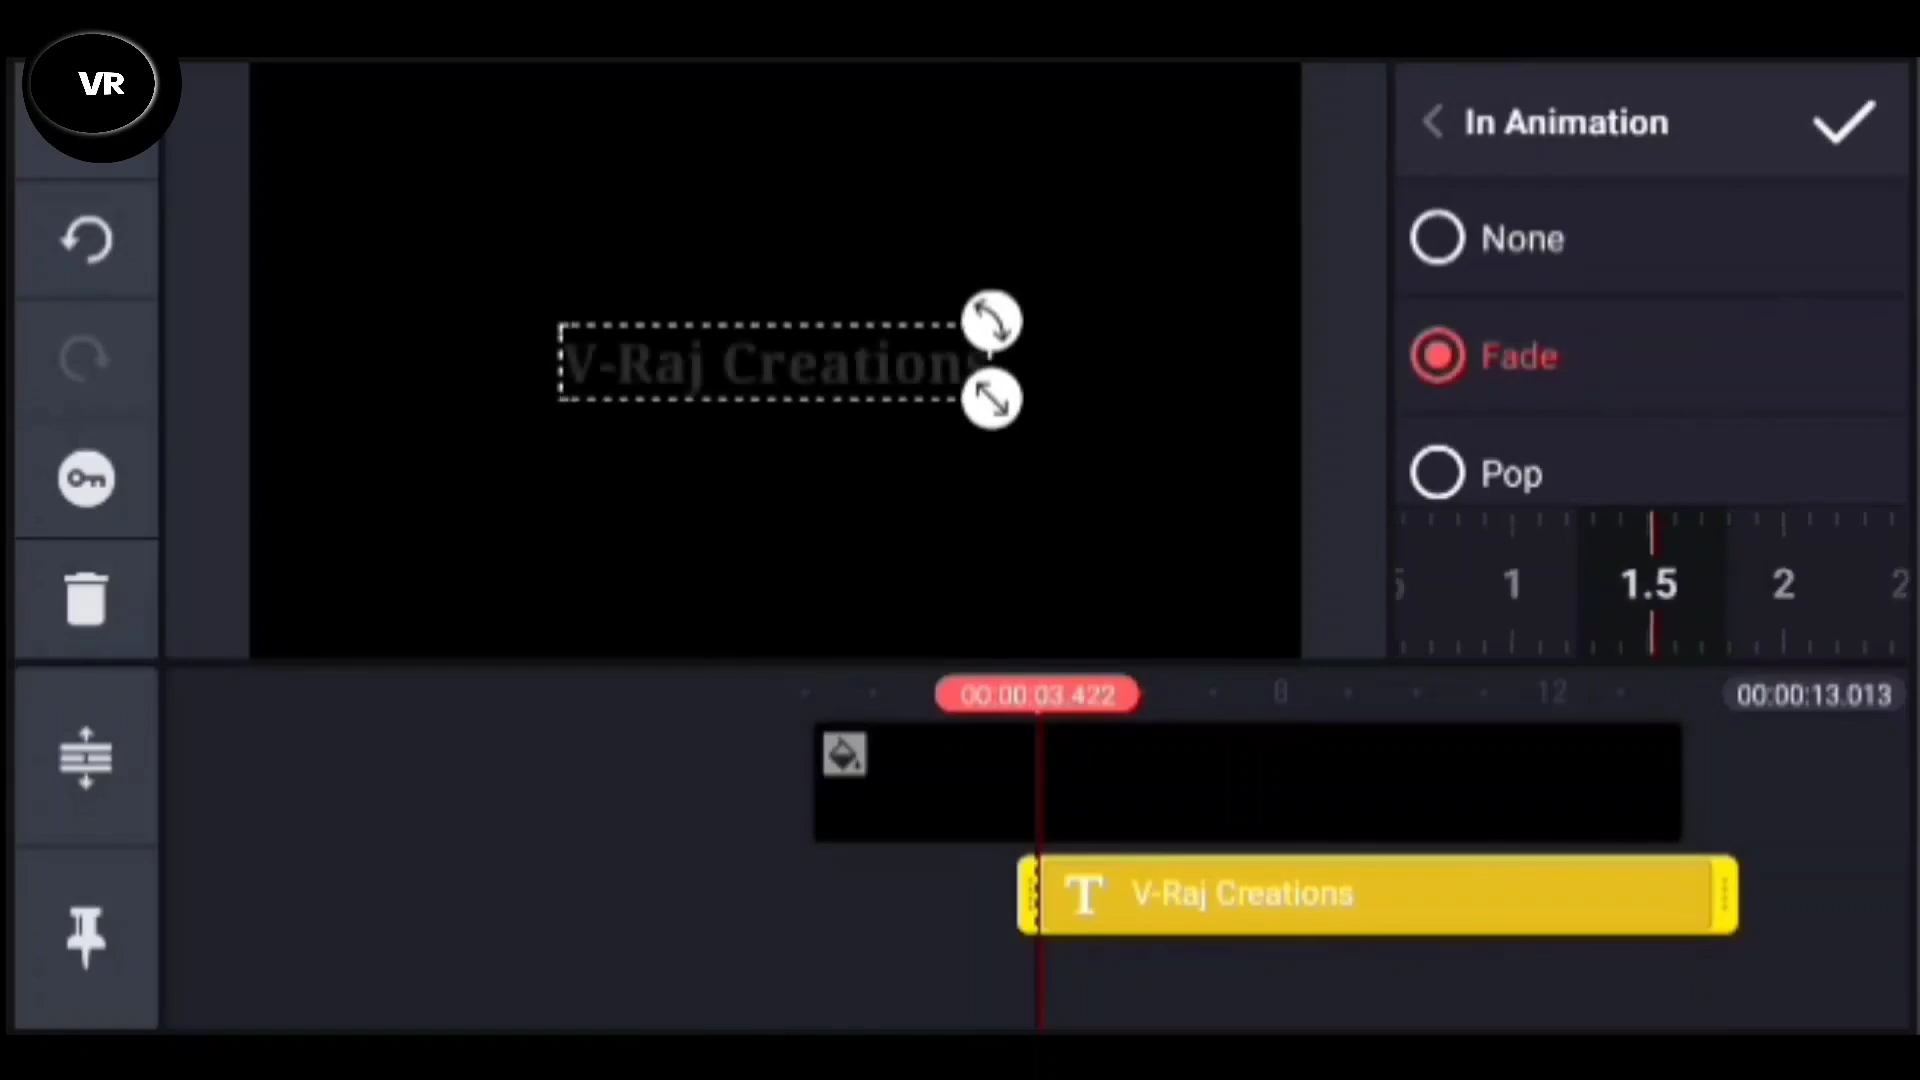 VR
In Animation
None
V-Raj Creations
Fade
Pop
1 1.5 2
00:00:03.422 12 00:00:13.013
T V-Raj Creations